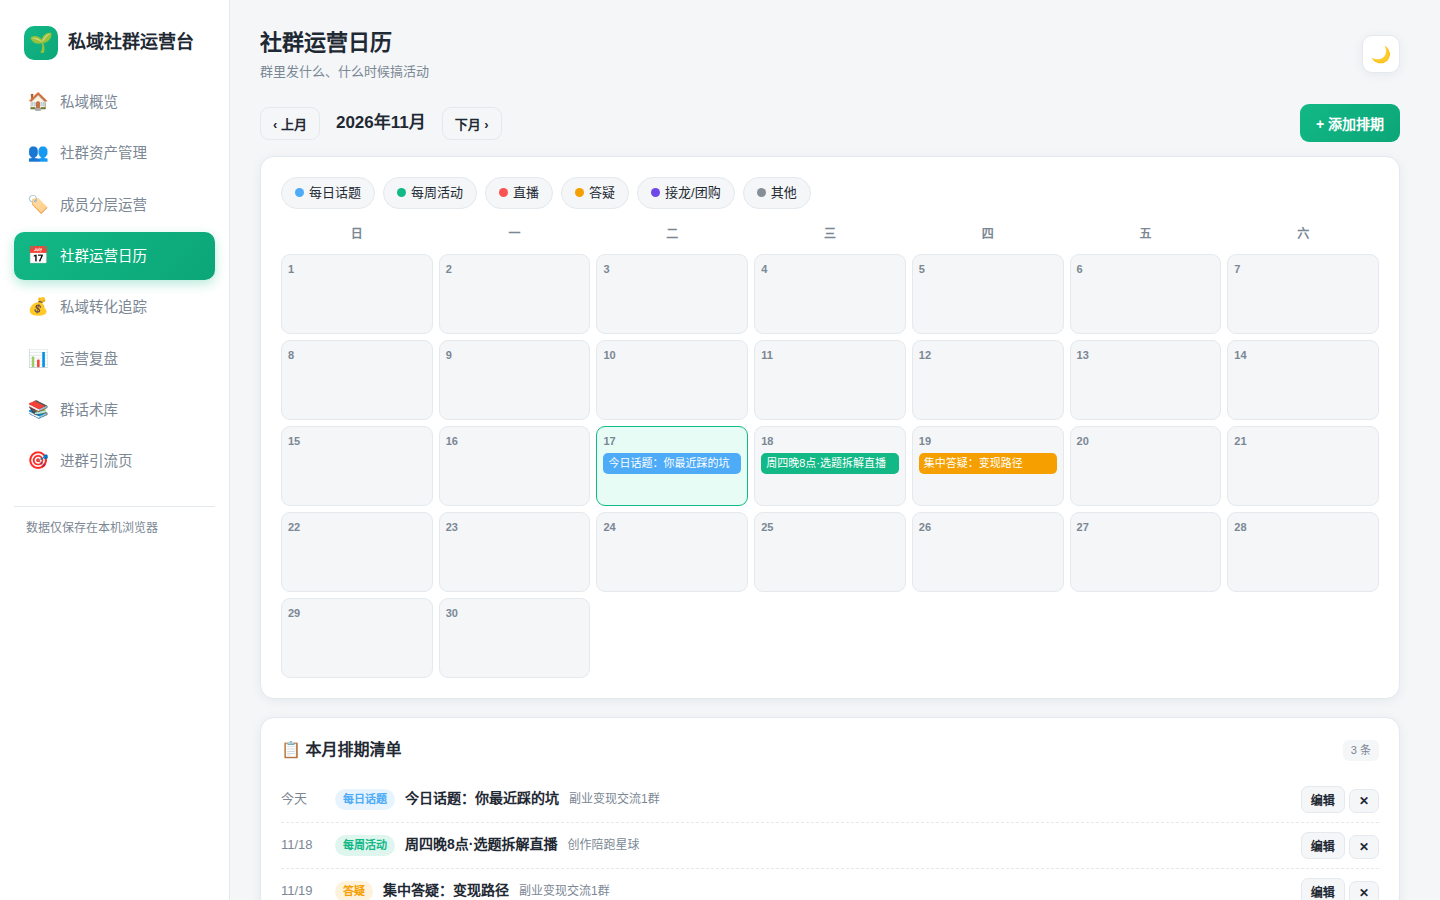 私域社群运营台
私域概览
社群资产管理
成员分层运营
社群运营日历
私域转化追踪
运营复盘
群话术库
进群引流页
数据仅保存在本机浏览器
社群运营日历
群里发什么、什么时候搞活动
‹ 上月 2026年11月 下月 ›
+ 添加排期
每日话题 每周活动 直播 答疑 接龙/团购 其他
日 一 二 三 四 五 六
1 2 3 4 5 6 7
8 9 10 11 12 13 14
15 16 17 18 19 20 21
今日话题：你最近踩的坑 周四晚8点·选题拆解直播 集中答疑：变现路径
22 23 24 25 26 27 28
29 30
本月排期清单 3 条
今天 每日话题 今日话题：你最近踩的坑 副业变现交流1群 编辑 ✕
11/18 每周活动 周四晚8点·选题拆解直播 创作陪跑星球 编辑 ✕
11/19 答疑 集中答疑：变现路径 副业变现交流1群 编辑 ✕